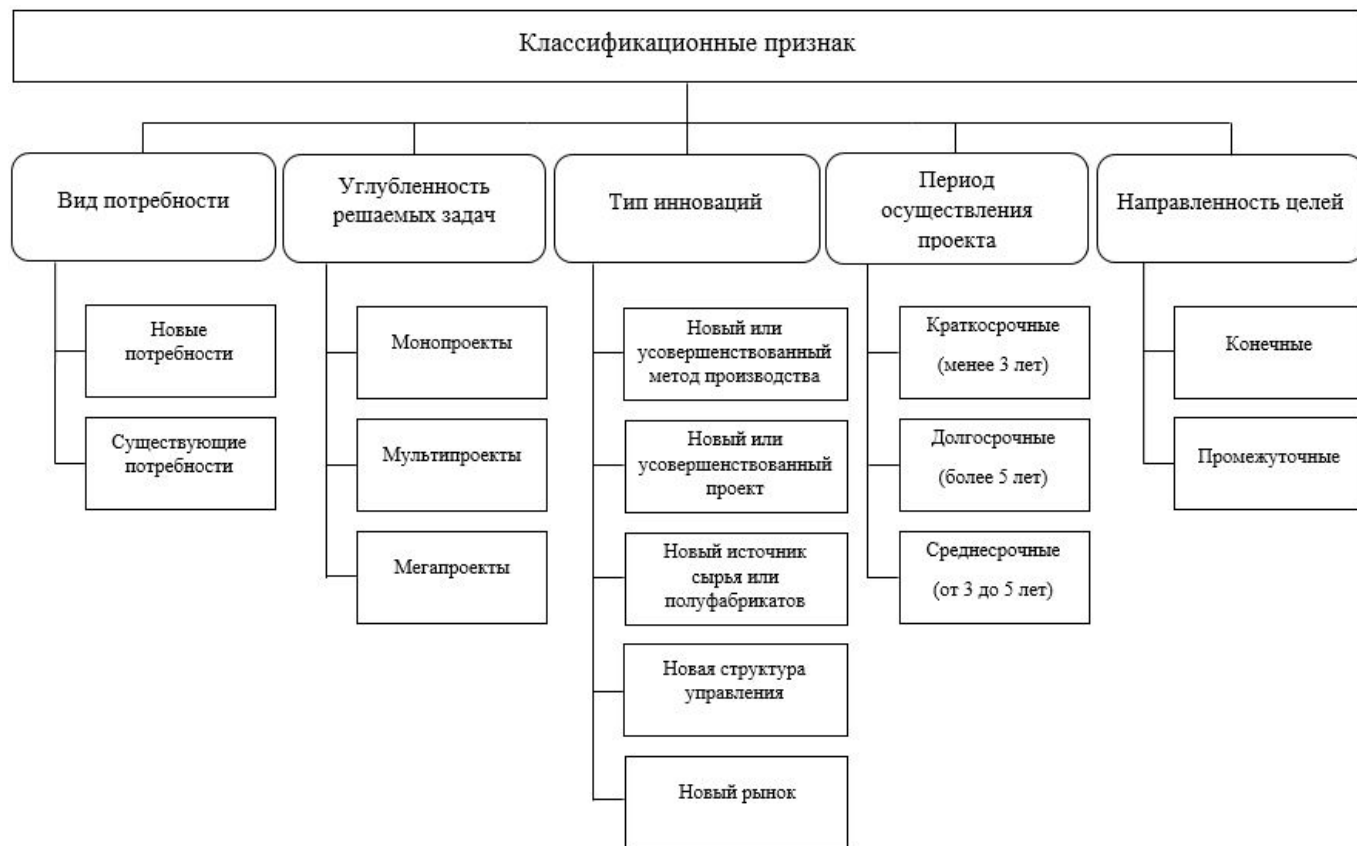 Классификационные признак
Вид потребности
Углубленность
решаемых задач
Тип инноваций
Период
осуществления
проекта
Направленность целей
Новые
потребности
Существующие
потребности
Монопроекты
Мультипроекты
Мегапроекты
Новый или
усовершенствованный
метод производства
Новый или
усовершенствованный
проект
Новый источник
сырья или
полуфабрикатов
Новая структура
управления
Новый рынок
Краткосрочные
(менее 3 лет)
Долгосрочные
(более 5 лет)
Среднесрочные
(от 3 до 5 лет)
Конечные
Промежуточные